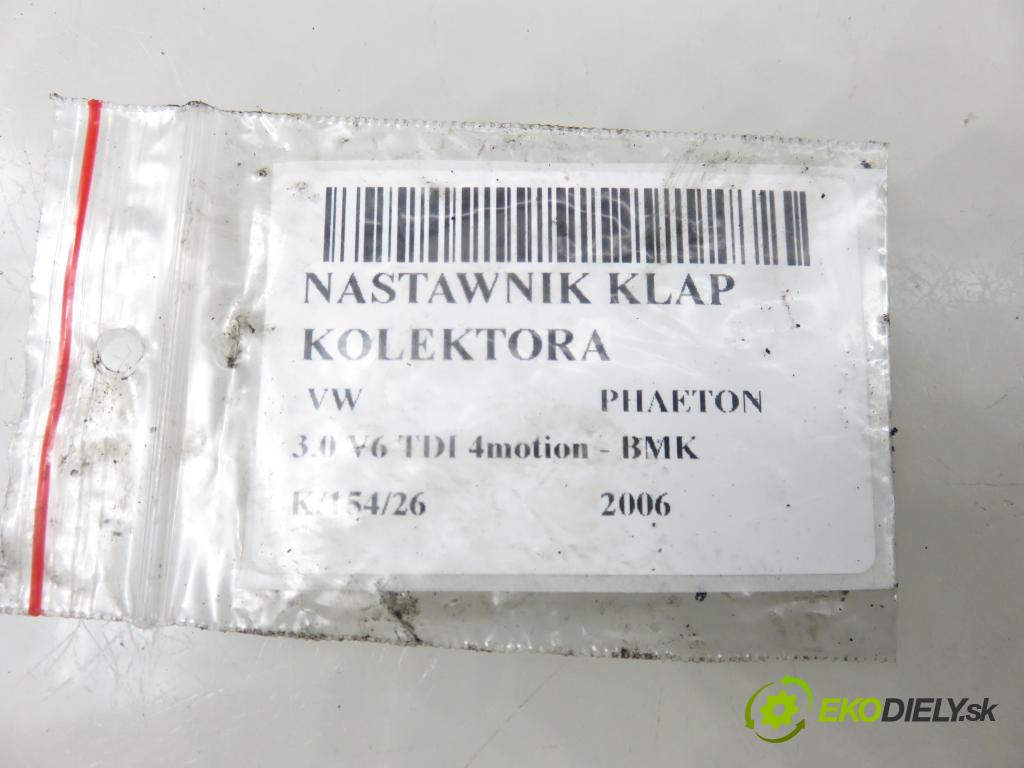 NASTAWNIK KLAP
KOLEKTORA
VW PHAETON
3.0 V6 TDI 4motion - BMK
K/154/26 2006
EKODIELY.sk